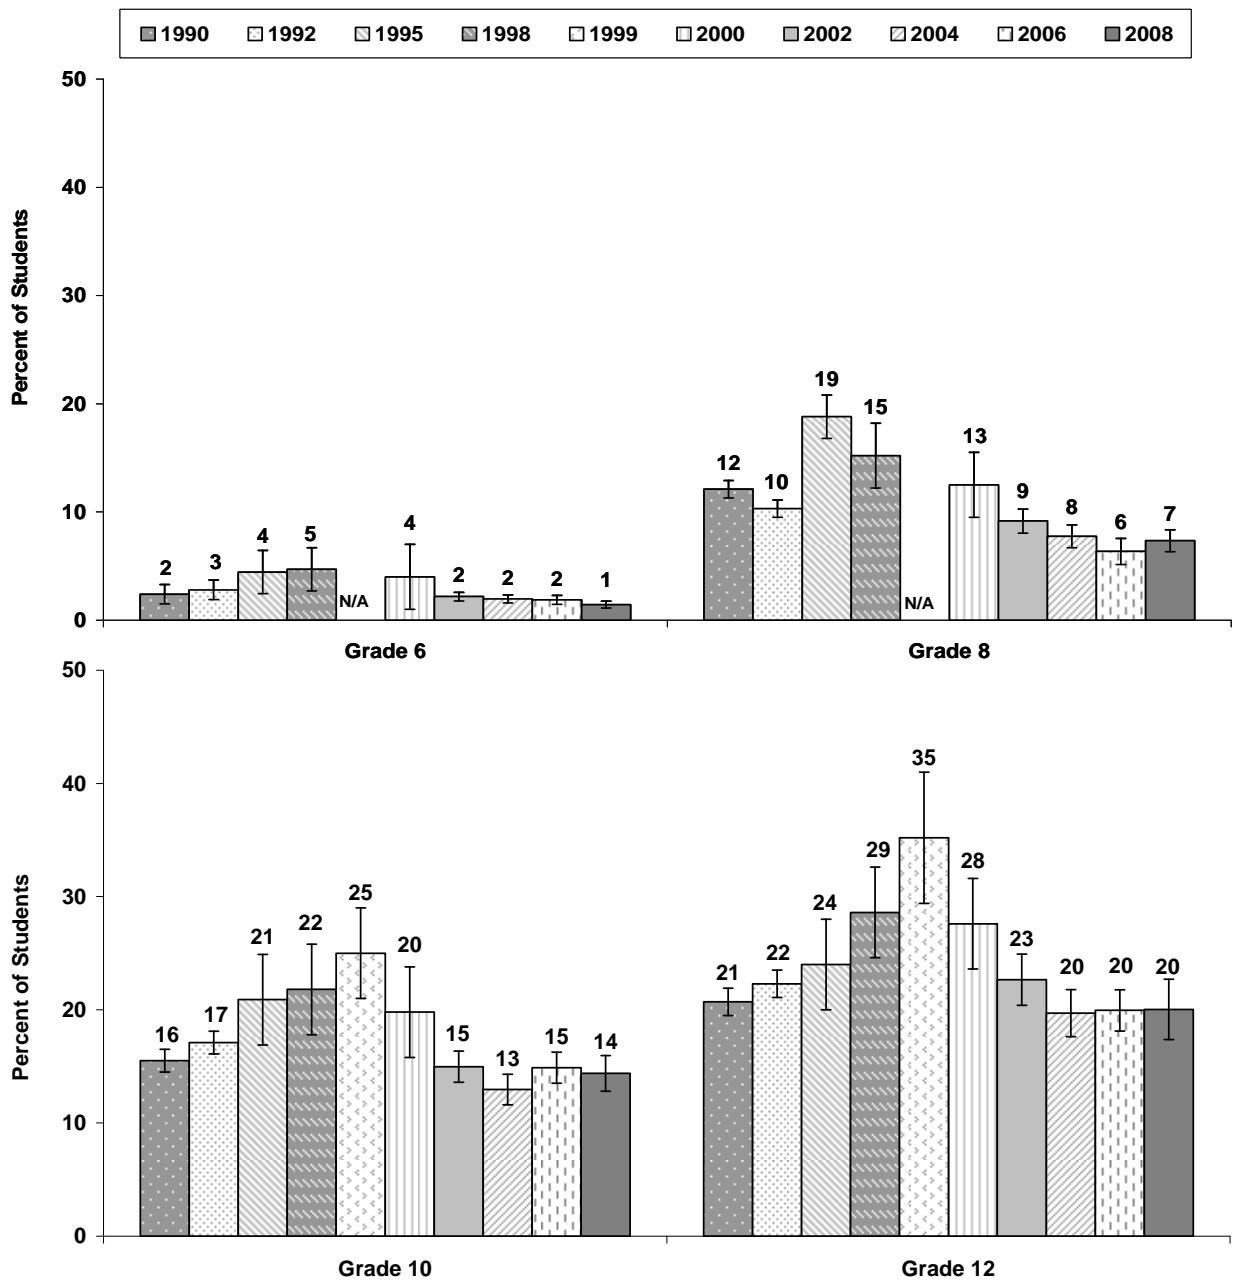 1990 1992 1995 1998 1999 2000 2002 2004 2006 2008
Percent of Students
50
40
30
20
10
0
2 3 4 5 N/A 4 2 2 2 1
12 10 19 15 N/A 13 9 8 6 7
Grade 6 Grade 8
Percent of Students
50
40
30
20
10
0
16 17 21 22 25 20 15 13 15 14
21 22 24 29 35 28 23 20 20 20
Grade 10 Grade 12